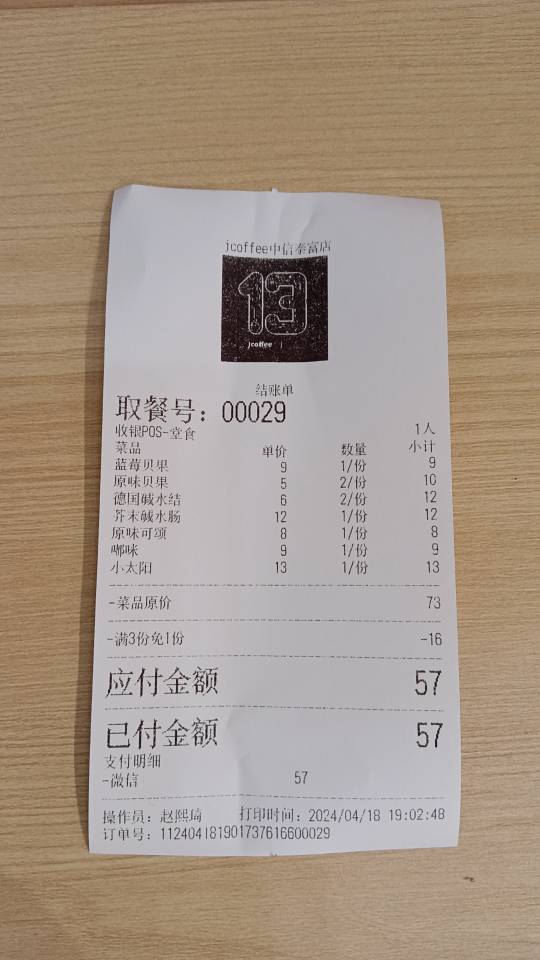 jcoffee中信泰富店
13
jcoffee |
结账单
取餐号：00029
收银POS-堂食 1人
菜品 单价 数量 小计
蓝莓贝果 9 1/份 9
原味贝果 5 2/份 10
德国碱水结 6 2/份 12
芥末碱水肠 12 1/份 12
原味可颂 8 1/份 8
嘟咪 9 1/份 9
小太阳 13 1/份 13
-菜品原价 73
-满3份免1份 -16
应付金额 57
已付金额 57
支付明细
-微信 57
操作员：赵熙琦 打印时间：2024/04/18 19:02:48
订单号：11240418190173761660​0029